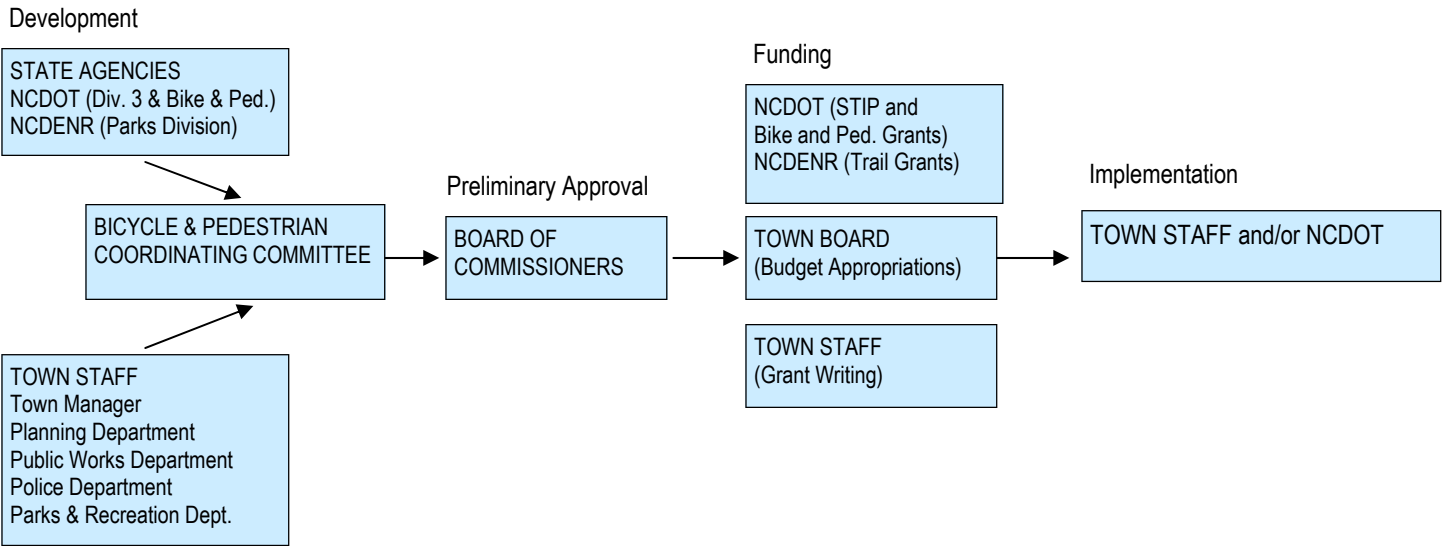 Development
STATE AGENCIES
NCDOT (Div. 3 & Bike & Ped.)
NCDENR (Parks Division)
BICYCLE & PEDESTRIAN
COORDINATING COMMITTEE
TOWN STAFF
Town Manager
Planning Department
Public Works Department
Police Department
Parks & Recreation Dept.
Preliminary Approval
BOARD OF
COMMISSIONERS
Funding
NCDOT (STIP and
Bike and Ped. Grants)
NCDENR (Trail Grants)
TOWN BOARD
(Budget Appropriations)
TOWN STAFF
(Grant Writing)
Implementation
TOWN STAFF and/or NCDOT